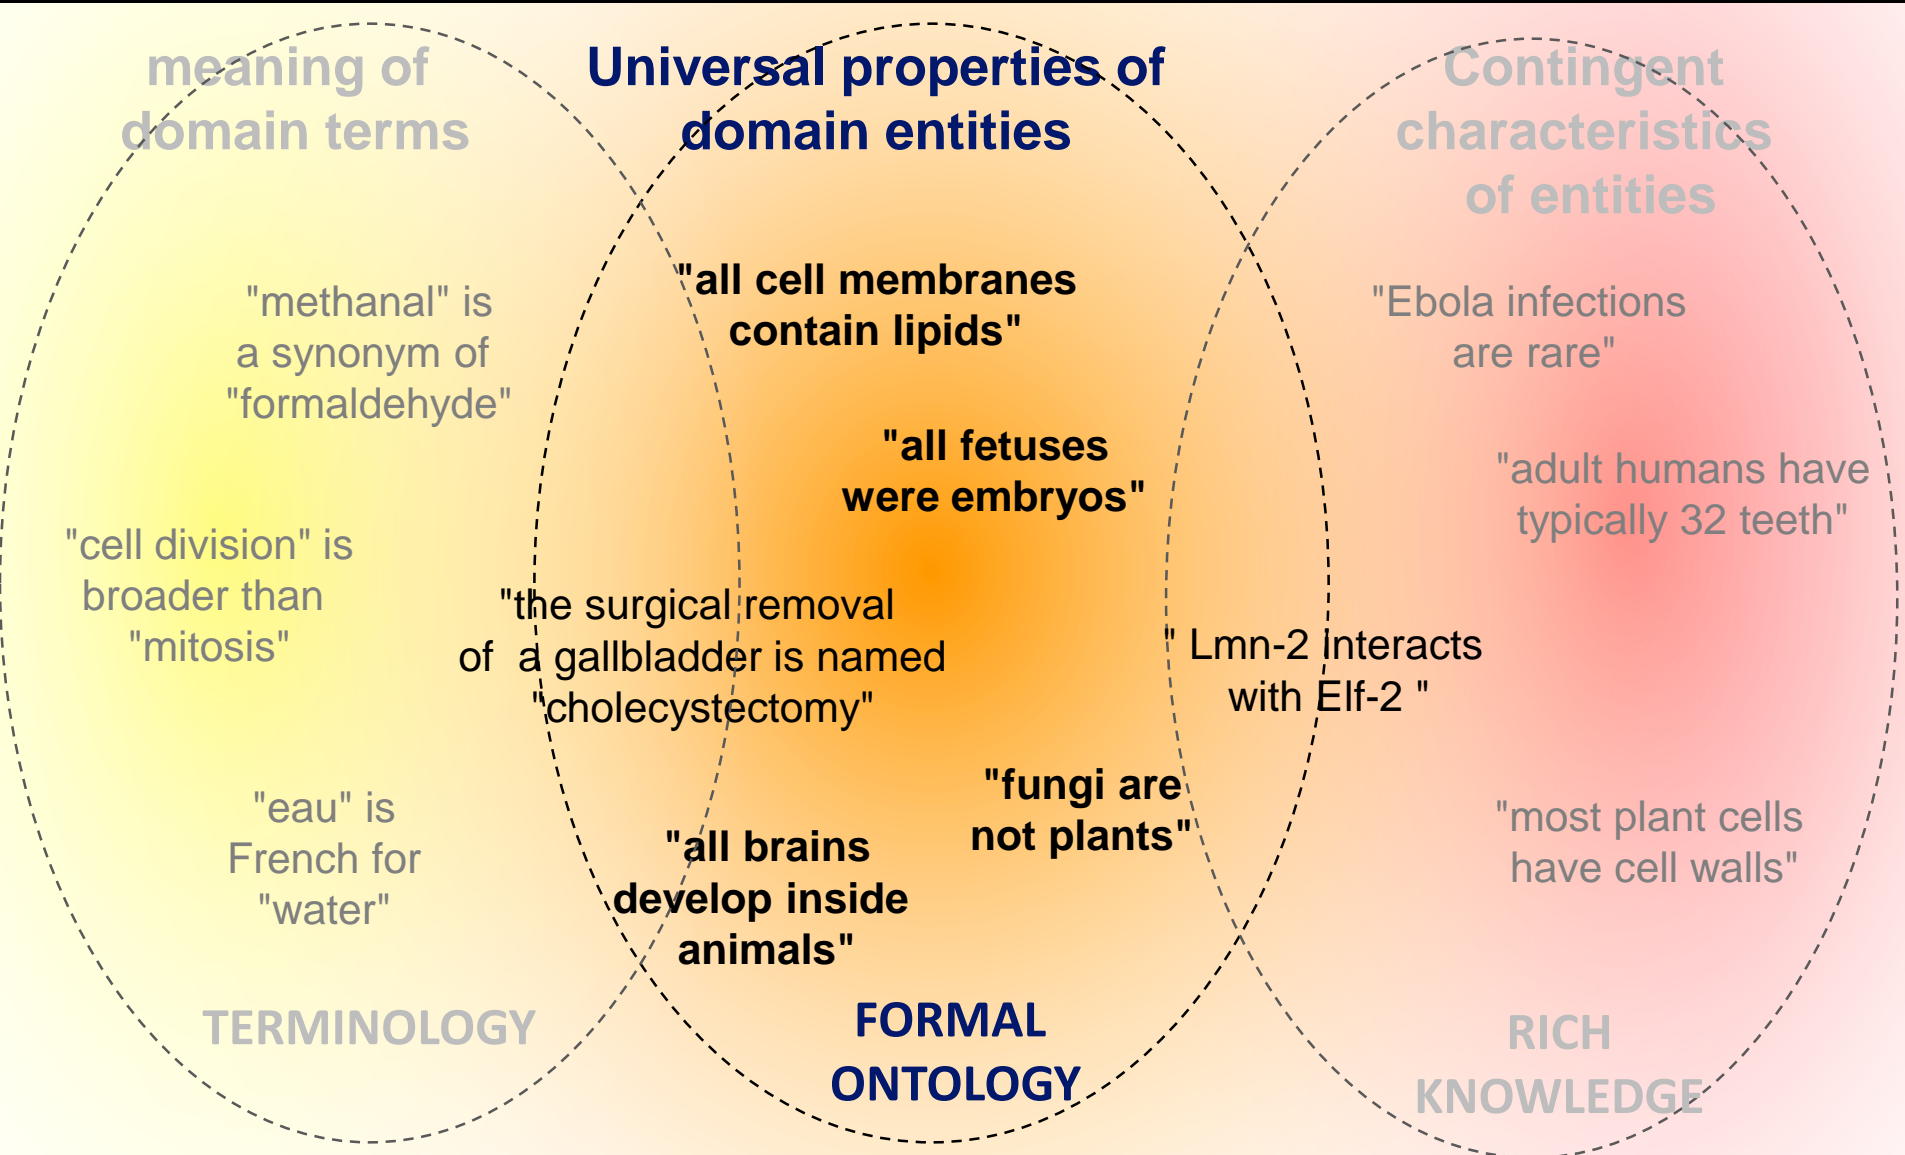 meaning of
domain terms
Universal properties of
domain entities
Contingent
characteristics
of entities
"methanal" is
a synonym of
"formaldehyde"
"all cell membranes
contain lipids"
"Ebola infections
are rare"
"all fetuses
were embryos"
"adult humans have
typically 32 teeth"
"cell division" is
broader than
"mitosis"
"the surgical removal
of a gallbladder is named
"cholecystectomy"
" Lmn-2 interacts
with Elf-2 "
"eau" is
French for
"water"
"all brains
develop inside
animals"
"fungi are
not plants"
"most plant cells
have cell walls"
TERMINOLOGY
FORMAL
ONTOLOGY
RICH
KNOWLEDGE